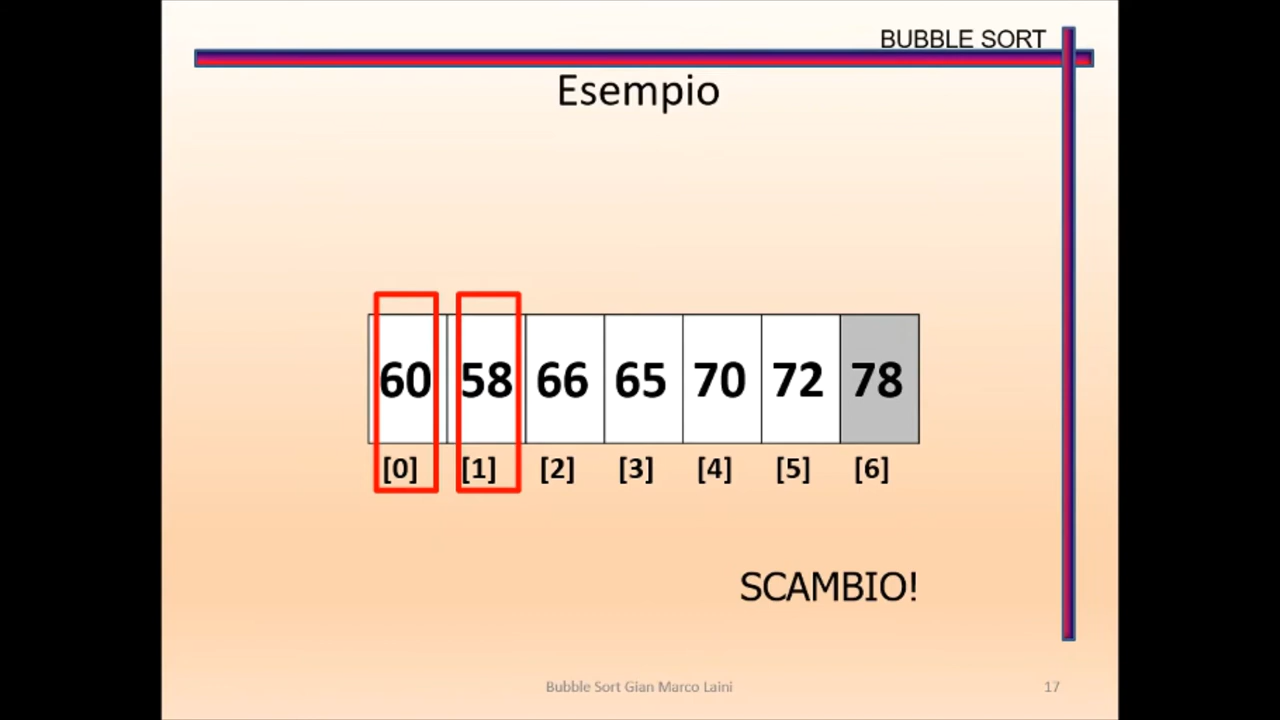 BUBBLE SORT
Esempio
60 58 66 65 70 72 78
[0] [1] [2] [3] [4] [5] [6]
SCAMBIO!
Bubble Sort Gian Marco Laini 17